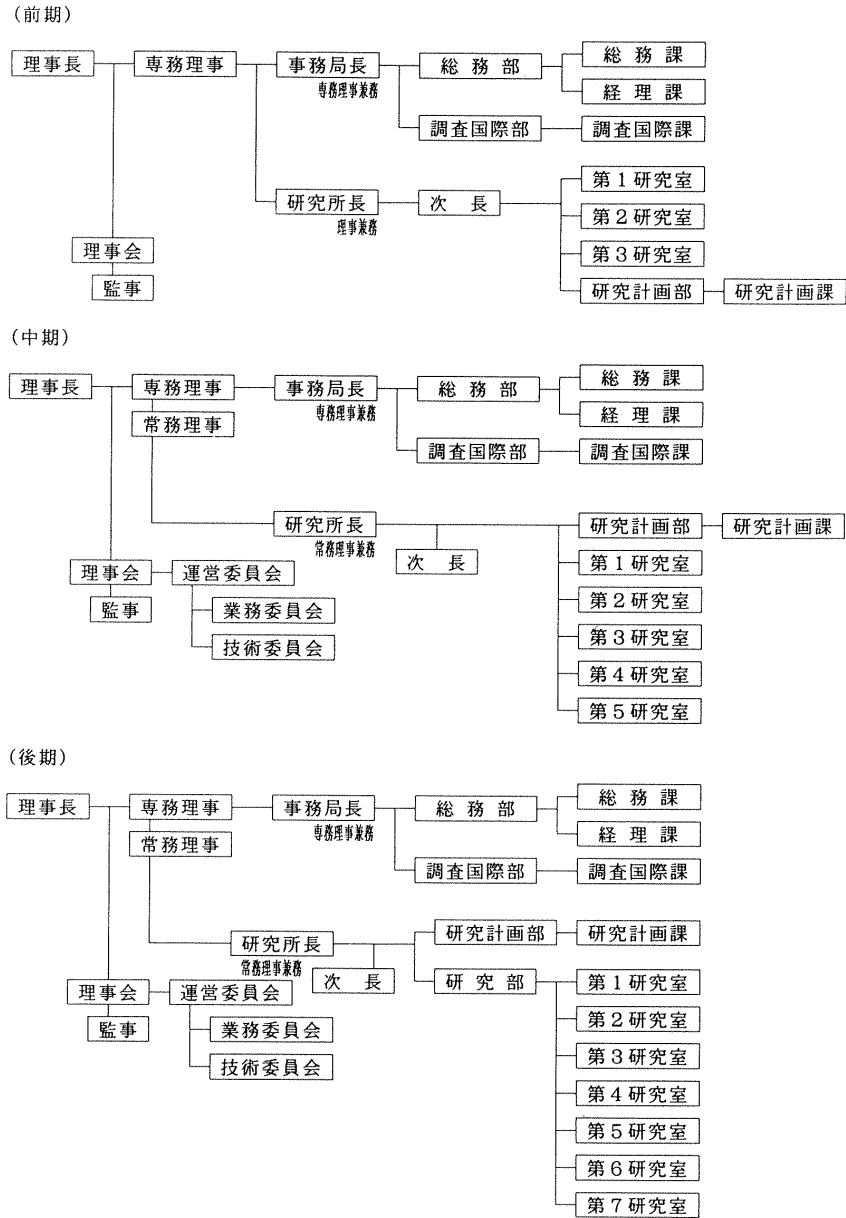 (前期)
理事長 専務理事 事務局長 総務部 総務課
専務理事兼務 経理課
調査国際部 調査国際課
研究所長 次長 第1研究室
理事兼務 第2研究室
第3研究室
理事会
監事 研究計画部 研究計画課
(中期)
理事長 専務理事 事務局長 総務部 総務課
専務理事兼務
常務理事 経理課
調査国際部 調査国際課
研究所長 研究計画部 研究計画課
常務理事兼務
次長 第1研究室
理事会 運営委員会
監事 業務委員会 第2研究室
技術委員会 第3研究室
第4研究室
第5研究室
(後期)
理事長 専務理事 事務局長 総務部 総務課
専務理事兼務
常務理事 経理課
調査国際部 調査国際課
研究所長 研究計画部 研究計画課
常務理事兼務
次長 研究部 第1研究室
理事会 運営委員会
監事 業務委員会 第2研究室
技術委員会 第3研究室
第4研究室
第5研究室
第6研究室
第7研究室